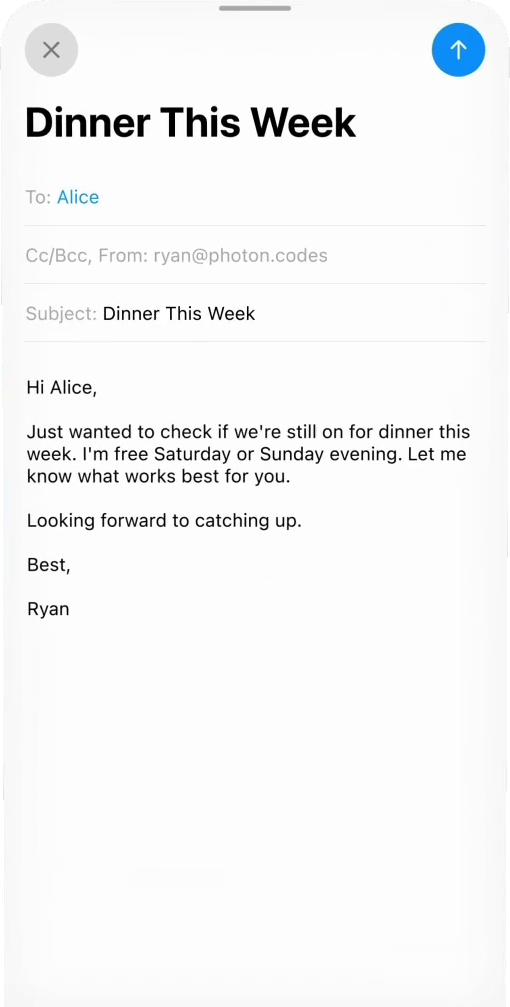 Dinner This Week
To: Alice
Cc/Bcc, From: ryan@photon.codes
Subject: Dinner This Week
Hi Alice,
Just wanted to check if we're still on for dinner this
week. I'm free Saturday or Sunday evening. Let me
know what works best for you.
Looking forward to catching up.
Best,
Ryan